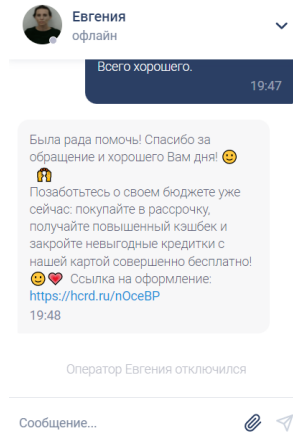 Евгения
офлайн
Всего хорошего.
19:47
Была рада помочь! Спасибо за
обращение и хорошего Вам дня! 🙂
🙌
Позаботьтесь о своем бюджете уже
сейчас: покупайте в рассрочку,
получайте повышенный кэшбек и
закройте невыгодные кредитки с
нашей картой совершенно бесплатно!
🙂💗 Ссылка на оформление:
https://hcrd.ru/nOceBP
19:48
Оператор Евгения отключился
Сообщение...